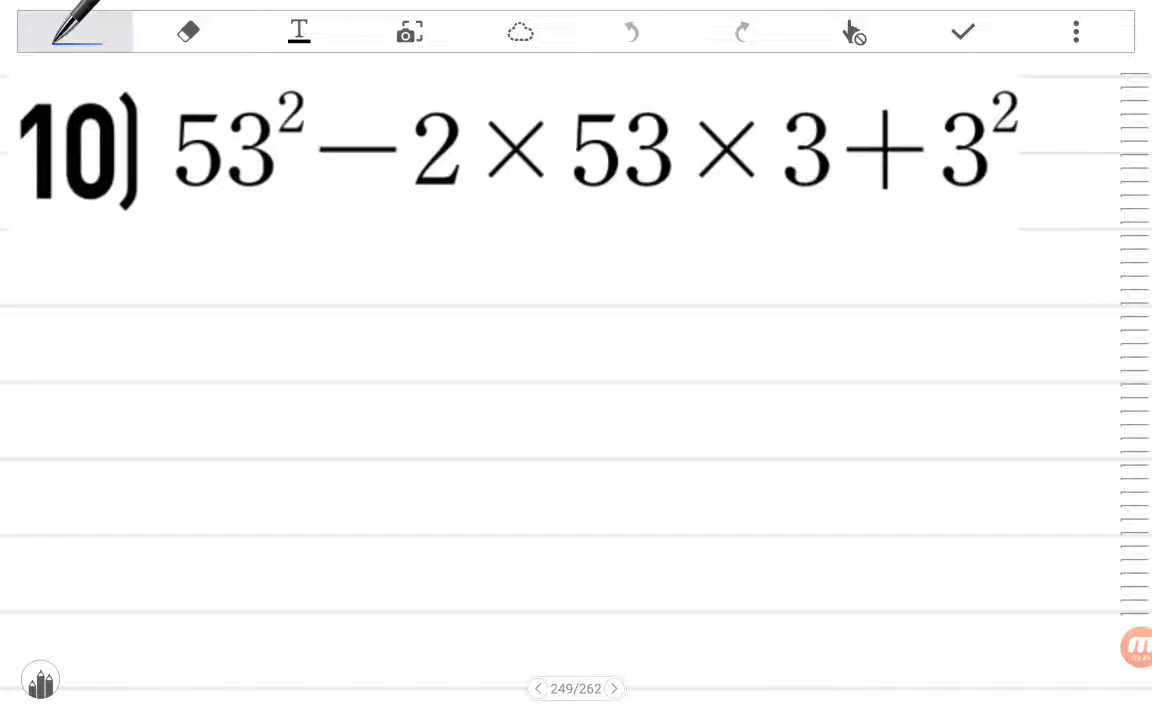 T
10) 53² − 2 × 53 × 3 + 3²
249/262